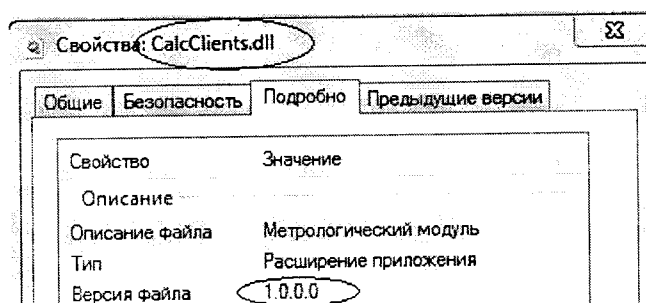 Свойства: CalcClients.dll
Общие Безопасность Подробно Предыдущие версии
Свойство Значение
Описание
Описание файла Метрологический модуль
Тип Расширение приложения
Версия файла 1.0.0.0